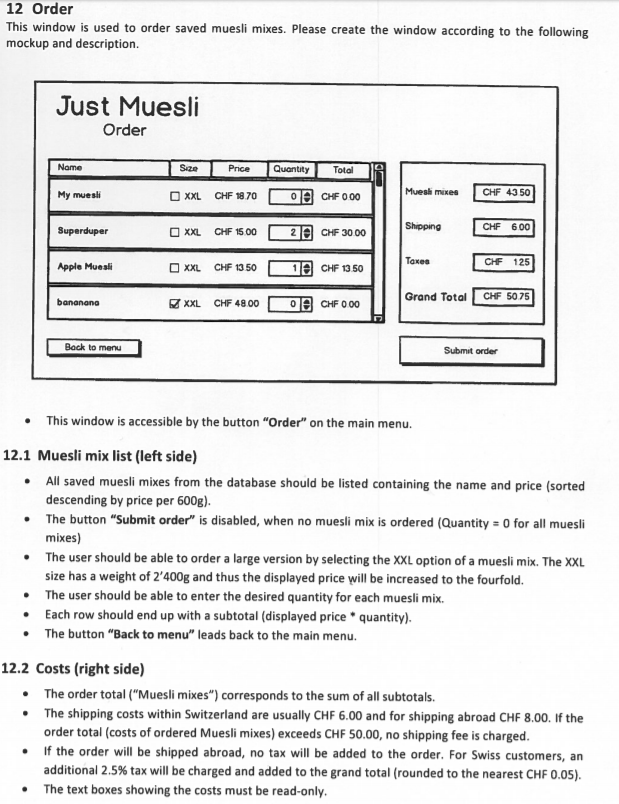 12 Order
This window is used to order saved muesli mixes. Please create the window according to the following
mockup and description.
Just Muesli
Order
Name Size Price Quantity Total
My muesli XXL CHF 18.70 0 CHF 0.00
Superduper XXL CHF 15.00 2 CHF 30.00
Apple Muesli XXL CHF 13.50 1 CHF 13.50
bananana XXL CHF 48.00 0 CHF 0.00
Back to menu
Muesli mixes CHF 43.50
Shipping CHF 6.00
Taxes CHF 1.25
Grand Total CHF 50.75
Submit order
• This window is accessible by the button "Order" on the main menu.
12.1 Muesli mix list (left side)
• All saved muesli mixes from the database should be listed containing the name and price (sorted
descending by price per 600g).
• The button "Submit order" is disabled, when no muesli mix is ordered (Quantity = 0 for all muesli
mixes)
• The user should be able to order a large version by selecting the XXL option of a muesli mix. The XXL
size has a weight of 2'400g and thus the displayed price will be increased to the fourfold.
• The user should be able to enter the desired quantity for each muesli mix.
• Each row should end up with a subtotal (displayed price * quantity).
• The button "Back to menu" leads back to the main menu.
12.2 Costs (right side)
• The order total ("Muesli mixes") corresponds to the sum of all subtotals.
• The shipping costs within Switzerland are usually CHF 6.00 and for shipping abroad CHF 8.00. If the
order total (costs of ordered Muesli mixes) exceeds CHF 50.00, no shipping fee is charged.
• If the order will be shipped abroad, no tax will be added to the order. For Swiss customers, an
additional 2.5% tax will be charged and added to the grand total (rounded to the nearest CHF 0.05).
• The text boxes showing the costs must be read-only.